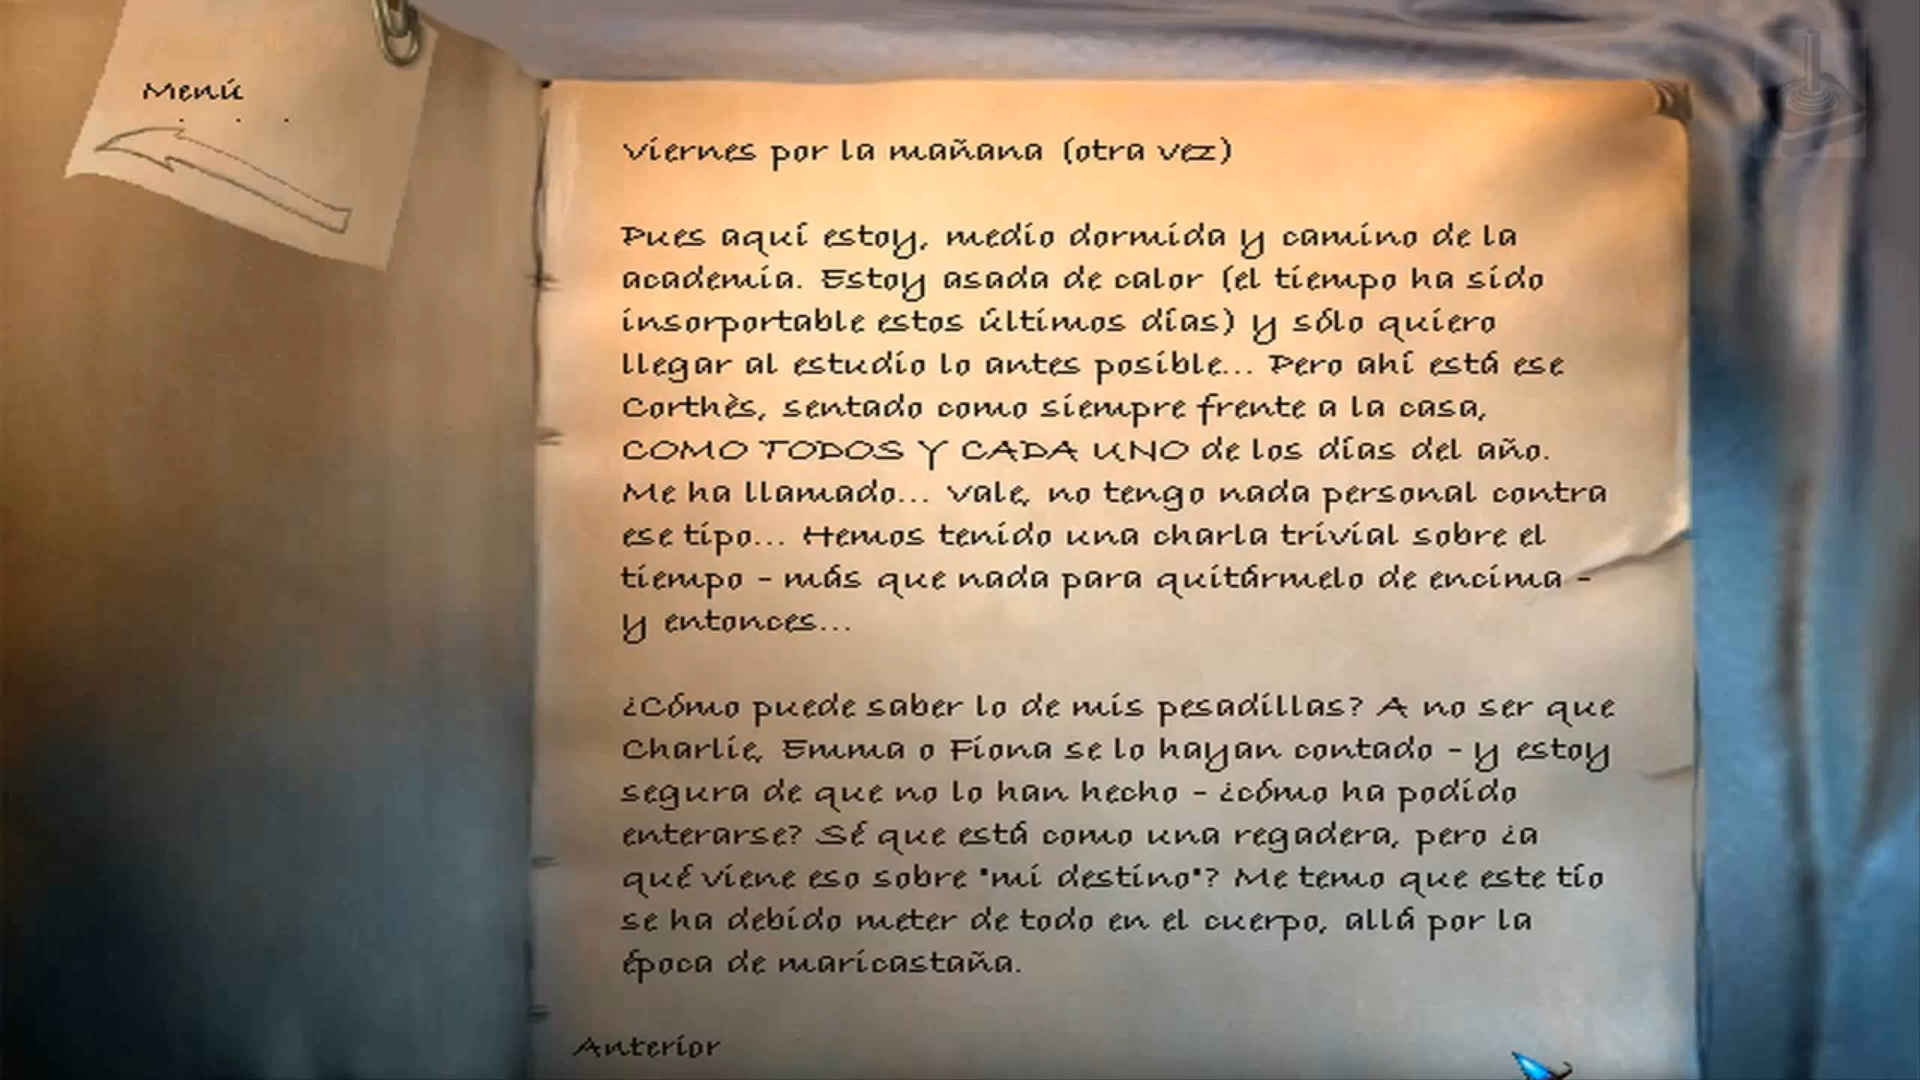 Menú
Viernes por la mañana (otra vez)
Pues aquí estoy, medio dormida y camino de la
academia. Estoy asada de calor (el tiempo ha sido
insorportable estos últimos días) y sólo quiero
llegar al estudio lo antes posible... Pero ahí está ese
Corthès, sentado como siempre frente a la casa,
COMO TODOS Y CADA UNO de los días del año.
Me ha llamado... Vale, no tengo nada personal contra
ese tipo... Hemos tenido una charla trivial sobre el
tiempo - más que nada para quitármelo de encima -
y entonces...
¿Cómo puede saber lo de mis pesadillas? A no ser que
Charlie, Emma o Fiona se lo hayan contado - y estoy
segura de que no lo han hecho - ¿cómo ha podido
enterarse? Sé que está como una regadera, pero ¿a
qué viene eso sobre "mi destino"? Me temo que este tío
se ha debido meter de todo en el cuerpo, allá por la
época de maricastaña.
Anterior